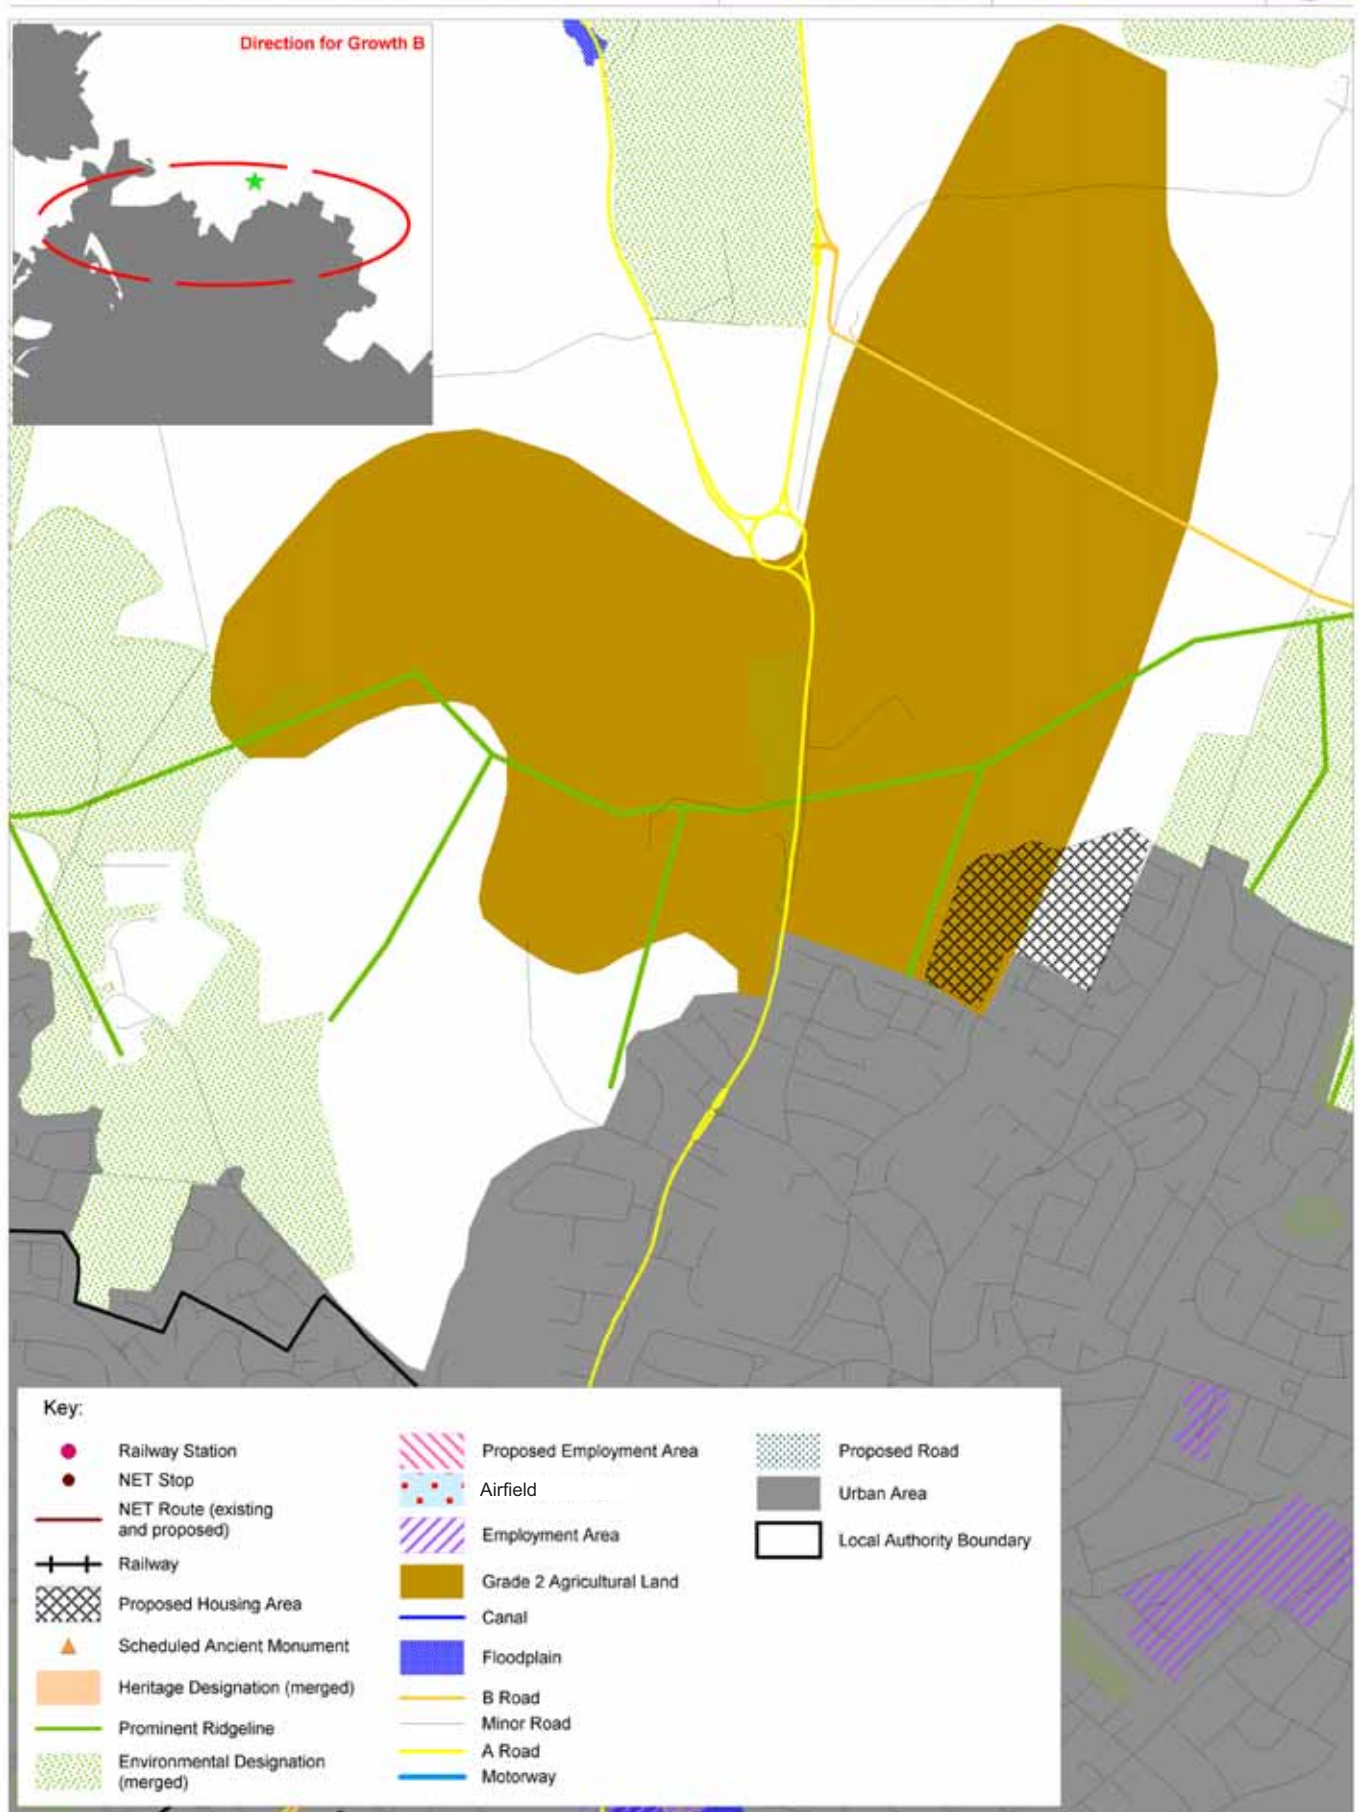 Direction for Growth B
Key:
Railway Station
NET Stop
NET Route (existing
and proposed)
Railway
Proposed Housing Area
Scheduled Ancient Monument
Heritage Designation (merged)
Prominent Ridgeline
Environmental Designation
(merged)
Proposed Employment Area
Airfield
Employment Area
Grade 2 Agricultural Land
Canal
Floodplain
B Road
Minor Road
A Road
Motorway
Proposed Road
Urban Area
Local Authority Boundary